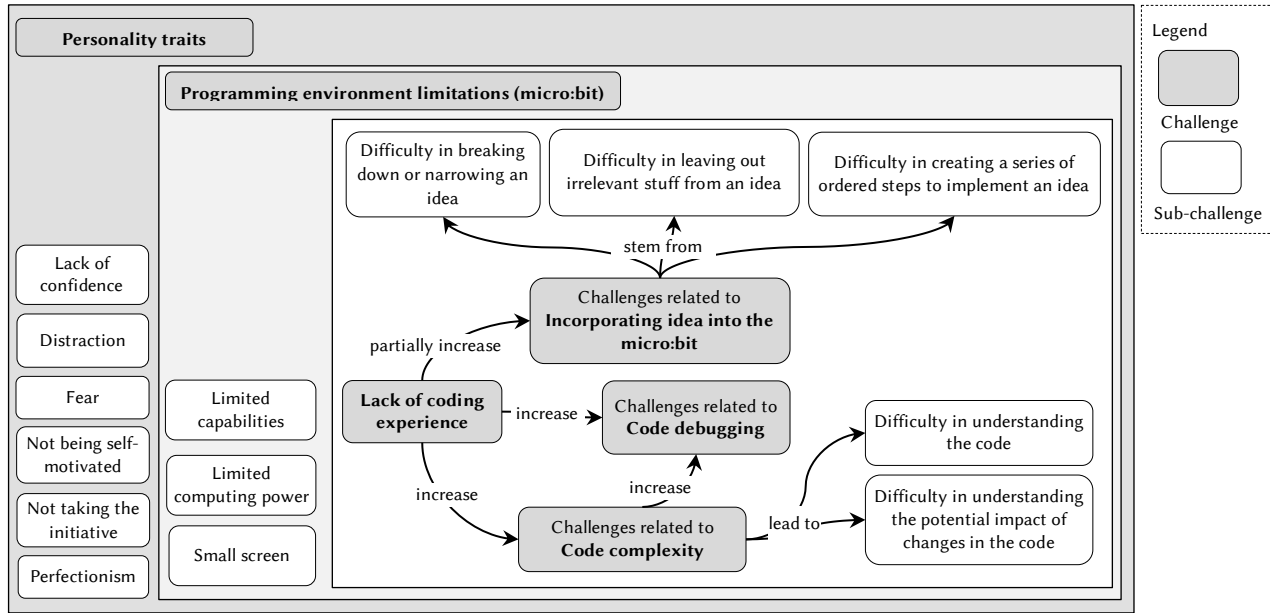 Personality traits
Legend
Programming environment limitations (micro:bit)
Challenge
Sub-challenge
Difficulty in breaking
down or narrowing an
idea
Difficulty in leaving out
irrelevant stuff from an idea
Difficulty in creating a series of
ordered steps to implement an idea
stem from
Challenges related to
Incorporating idea into the
micro:bit
partially increase
Lack of coding
experience
increase
Challenges related to
Code debugging
increase
increase
Challenges related to
Code complexity
lead to
Difficulty in understanding
the code
Difficulty in understanding
the potential impact of
changes in the code
Lack of
confidence
Distraction
Fear
Not being self-
motivated
Not taking the
initiative
Perfectionism
Limited
capabilities
Limited
computing power
Small screen